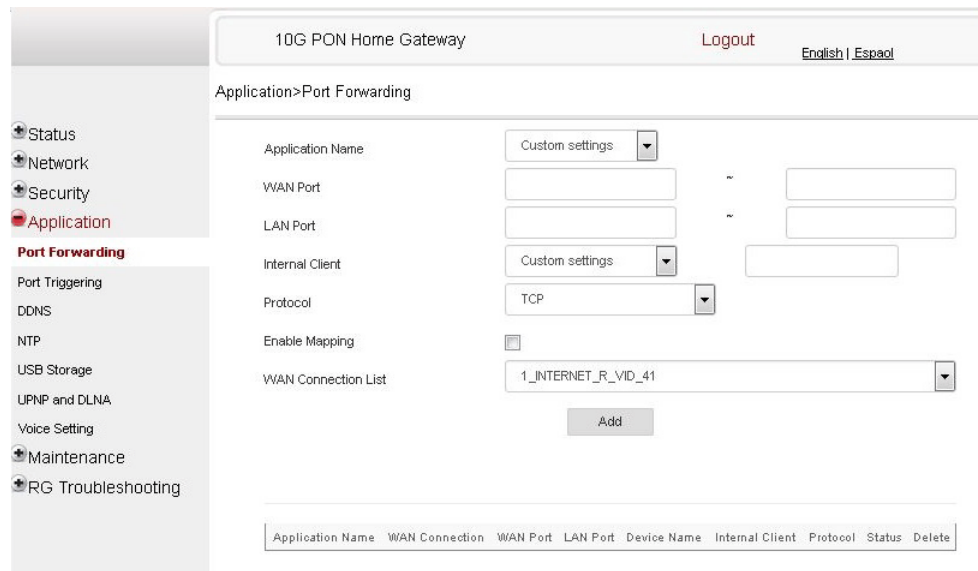 10G PON Home Gateway
Logout
English | Espaol
Application>Port Forwarding
Status
Network
Security
Application
Port Forwarding
Port Triggering
DDNS
NTP
USB Storage
UPNP and DLNA
Voice Setting
Maintenance
RG Troubleshooting
Application Name Custom settings
WAN Port ~
LAN Port ~
Internal Client Custom settings
Protocol TCP
Enable Mapping
WAN Connection List 1_INTERNET_R_VID_41
Add
Application Name WAN Connection WAN Port LAN Port Device Name Internal Client Protocol Status Delete